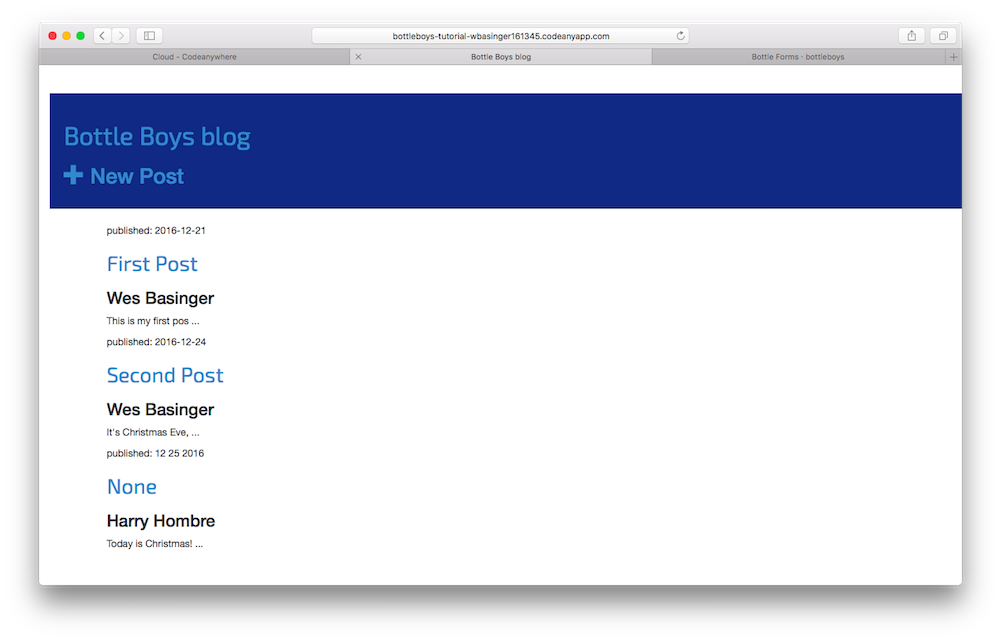 bottleboys-tutorial-wbasinger161345.codeanyapp.com
Cloud - Codeanywhere
Bottle Boys blog
Bottle Forms · bottleboys
Bottle Boys blog
New Post
published: 2016-12-21
First Post
Wes Basinger
This is my first pos ...
published: 2016-12-24
Second Post
Wes Basinger
It's Christmas Eve, ...
published: 12 25 2016
None
Harry Hombre
Today is Christmas! ...